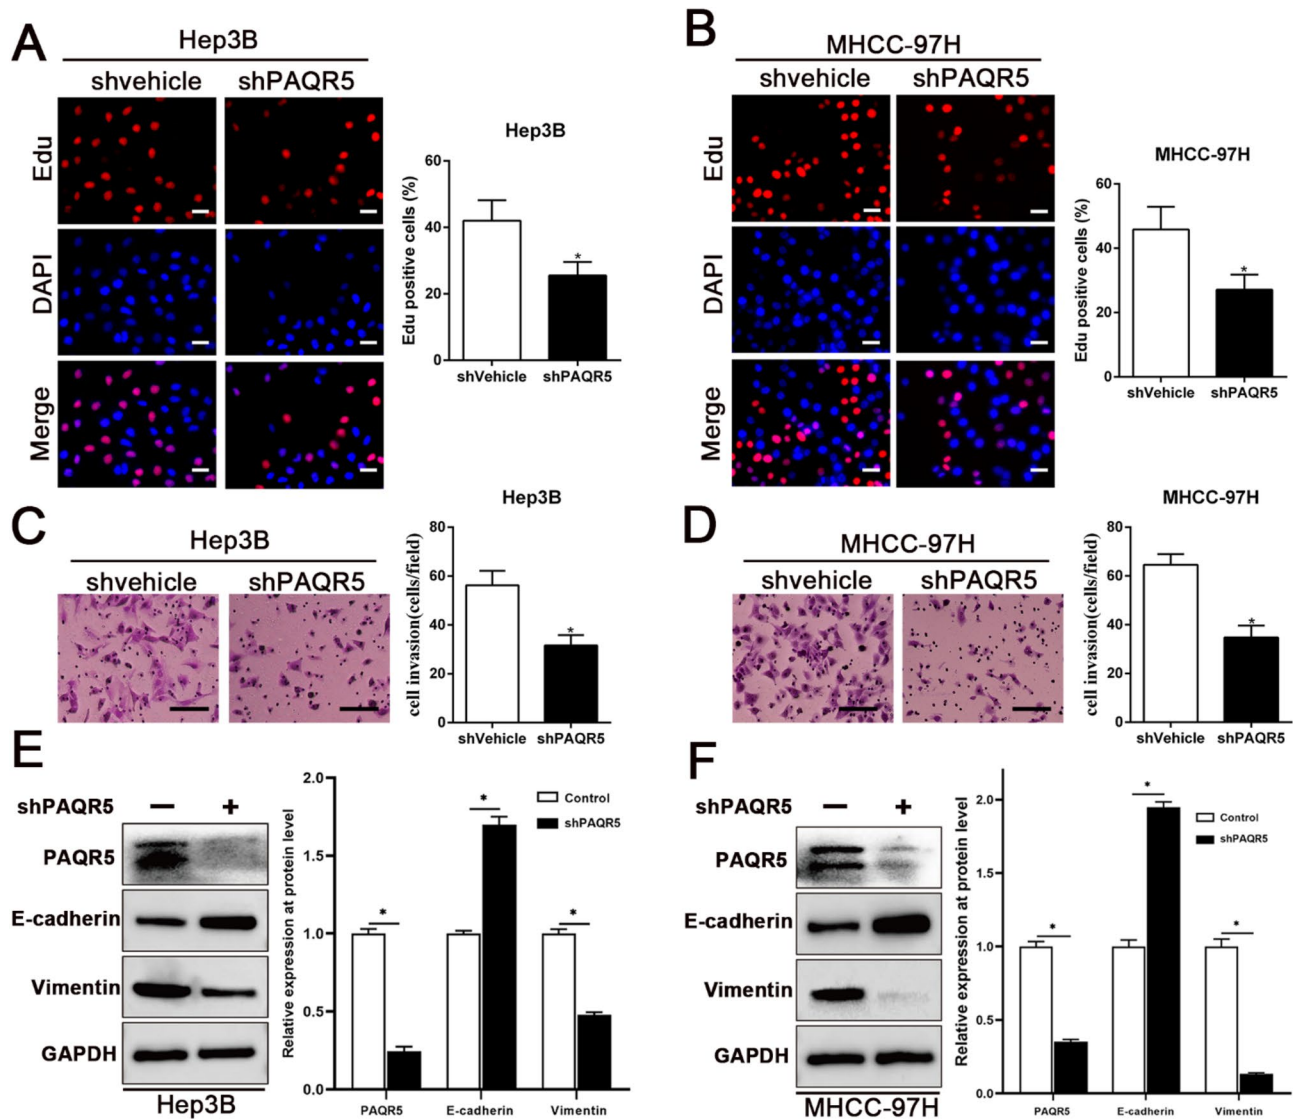 A
Hep3B
shvehicle shPAQR5
Edu
DAPI
Merge
Hep3B
Edu positive cells (%)
60
40
20
0
shVehicle shPAQR5
B
MHCC-97H
shvehicle shPAQR5
Edu
DAPI
Merge
MHCC-97H
Edu positive cells (%)
60
40
20
0
*
*
shVehicle shPAQR5
C
Hep3B
shvehicle shPAQR5
Hep3B
cell invasion(cells/field)
80
60
40
20
0
*
shVehicle shPAQR5
D
MHCC-97H
shvehicle shPAQR5
MHCC-97H
cell invasion(cells/field)
80
60
40
20
0
*
shVehicle shPAQR5
E
shPAQR5 — +
PAQR5
E-cadherin
Vimentin
GAPDH
Hep3B
Relative expression at protein level
2.0
1.5
1.0
0.5
0.0
* * *
Control
shPAQR5
PAQR5 E-cadherin Vimentin
F
shPAQR5 — +
PAQR5
E-cadherin
Vimentin
GAPDH
MHCC-97H
Relative expression at protein level
2.0
1.5
1.0
0.5
0.0
* * *
Control
shPAQR5
PAQR5 E-cadherin Vimentin